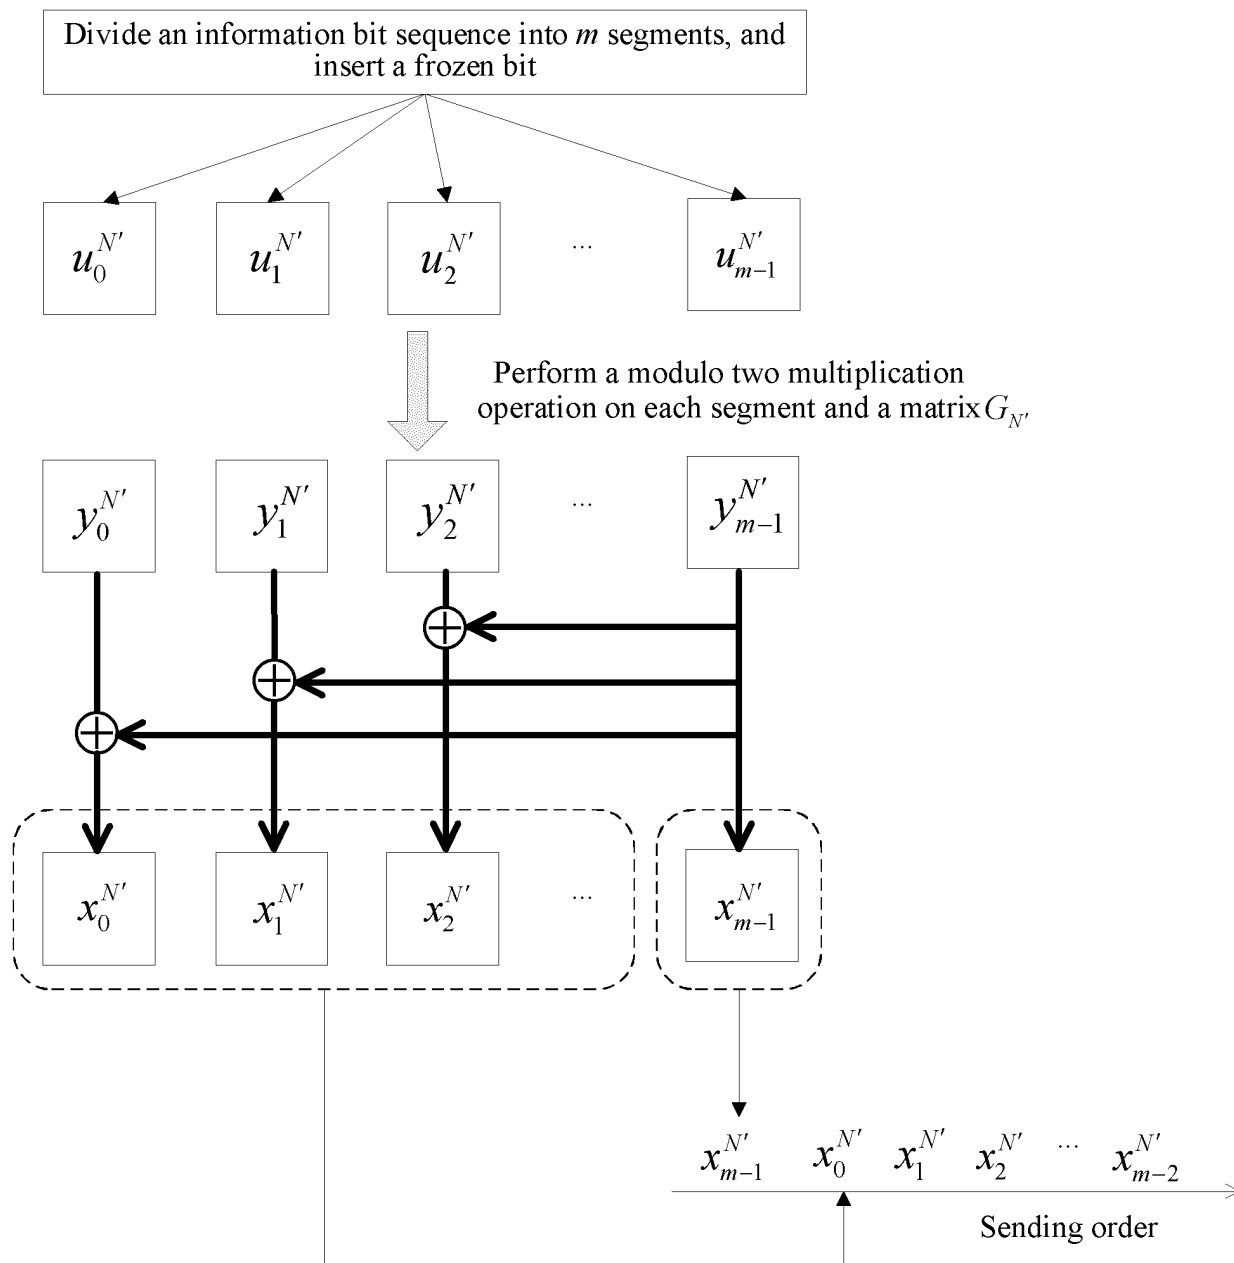 Divide an information bit sequence into m segments, and
insert a frozen bit
u_0^{N′} u_1^{N′} u_2^{N′} ... u_{m−1}^{N′}
Perform a modulo two multiplication
operation on each segment and a matrix G_{N′}
y_0^{N′} y_1^{N′} y_2^{N′} ... y_{m−1}^{N′}
x_0^{N′} x_1^{N′} x_2^{N′} ... x_{m−1}^{N′}
x_{m−1}^{N′} x_0^{N′} x_1^{N′} x_2^{N′} ... x_{m−2}^{N′}
Sending order